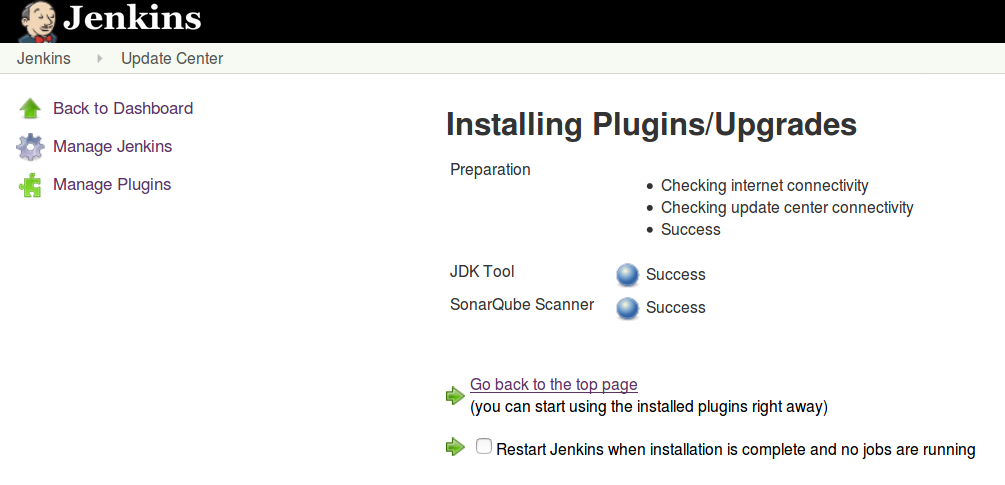 Jenkins
Jenkins
Update Center
Back to Dashboard
Manage Jenkins
Manage Plugins
Installing Plugins/Upgrades
Preparation
Checking internet connectivity
Checking update center connectivity
Success
JDK Tool Success
SonarQube Scanner Success
Go back to the top page
(you can start using the installed plugins right away)
Restart Jenkins when installation is complete and no jobs are running